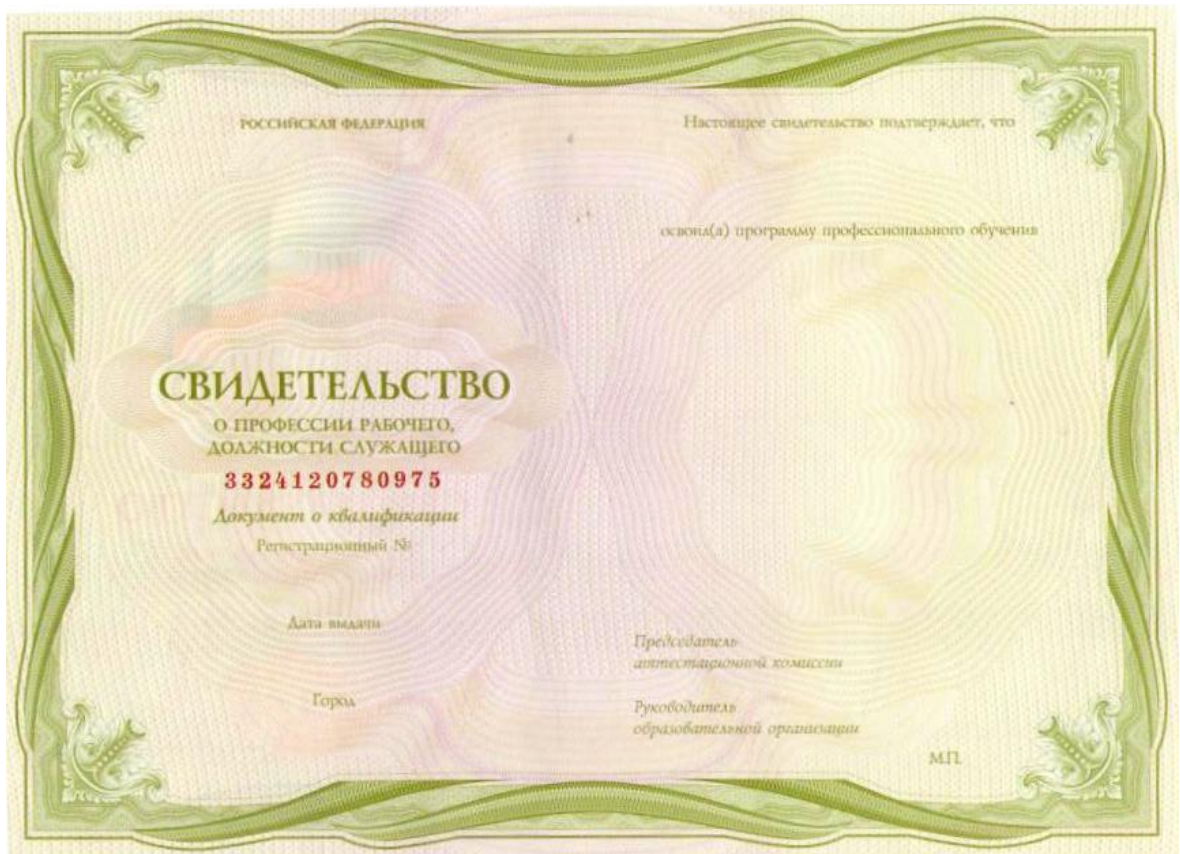 РОССИЙСКАЯ ФЕДЕРАЦИЯ
СВИДЕТЕЛЬСТВО
О ПРОФЕССИИ РАБОЧЕГО,
ДОЛЖНОСТИ СЛУЖАЩЕГО
3324120780975
Документ о квалификации
Регистрационный №
Дата выдачи
Город
Настоящее свидетельство подтверждает, что
освоил(а) программу профессионального обучения
Председатель
аттестационной комиссии
Руководитель
образовательной организации
М.П.